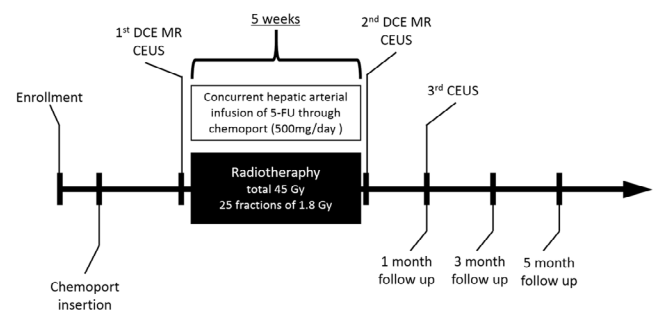 5 weeks
1st DCE MR
CEUS
2nd DCE MR
CEUS
Enrollment
Concurrent hepatic arterial
infusion of 5-FU through
chemoport (500mg/day )
3rd CEUS
Radiotheraphy
total 45 Gy
25 fractions of 1.8 Gy
Chemoport
insertion
1 month
follow up
3 month
follow up
5 month
follow up